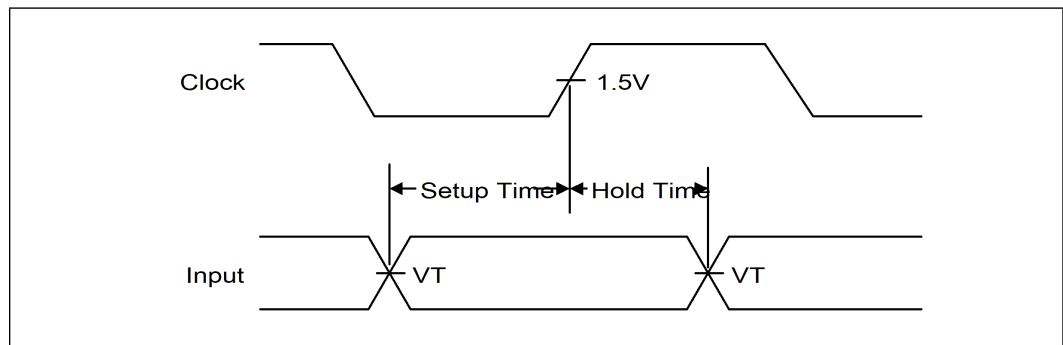 Clock
1.5V
Setup Time
Hold Time
Input
VT
VT